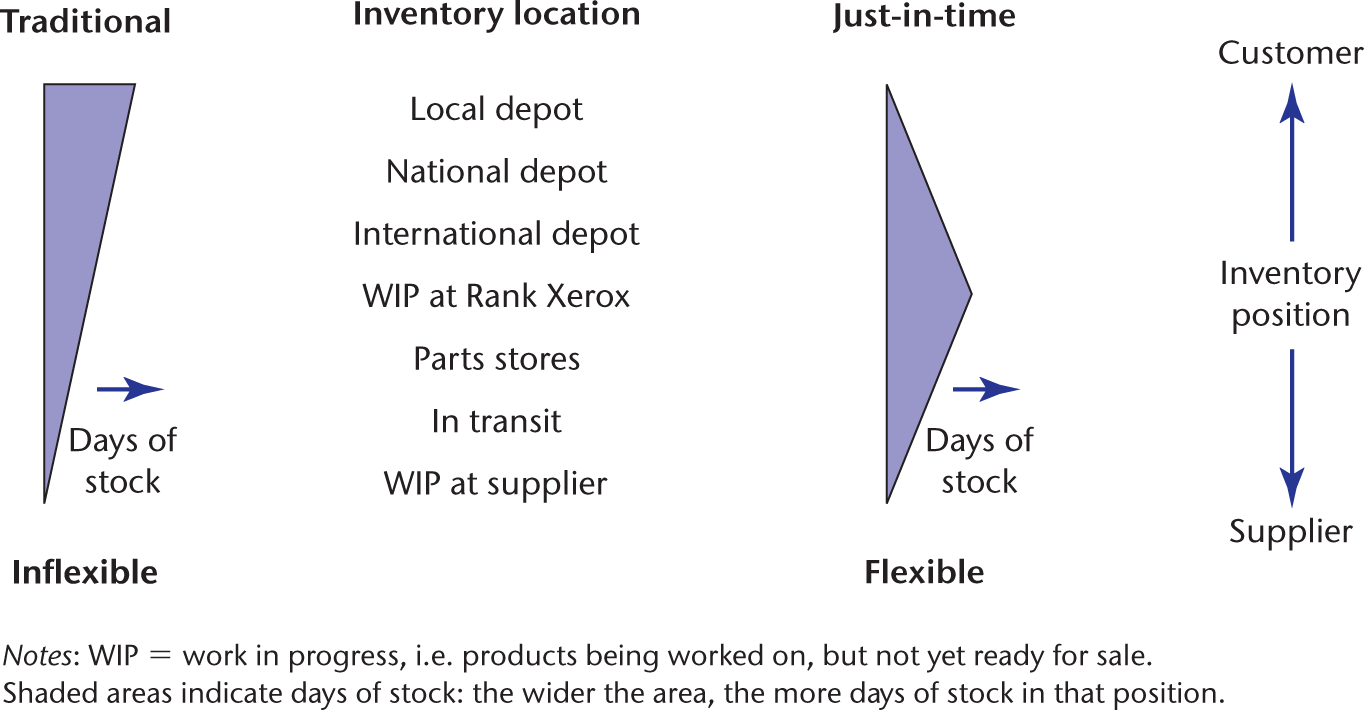 Traditional
Inventory location
Just-in-time
Customer
Local depot
National depot
International depot
WIP at Rank Xerox
Parts stores
In transit
WIP at supplier
Days of
stock
Days of
stock
Inventory
position
Supplier
Inflexible
Flexible
Notes: WIP = work in progress, i.e. products being worked on, but not yet ready for sale.
Shaded areas indicate days of stock: the wider the area, the more days of stock in that position.